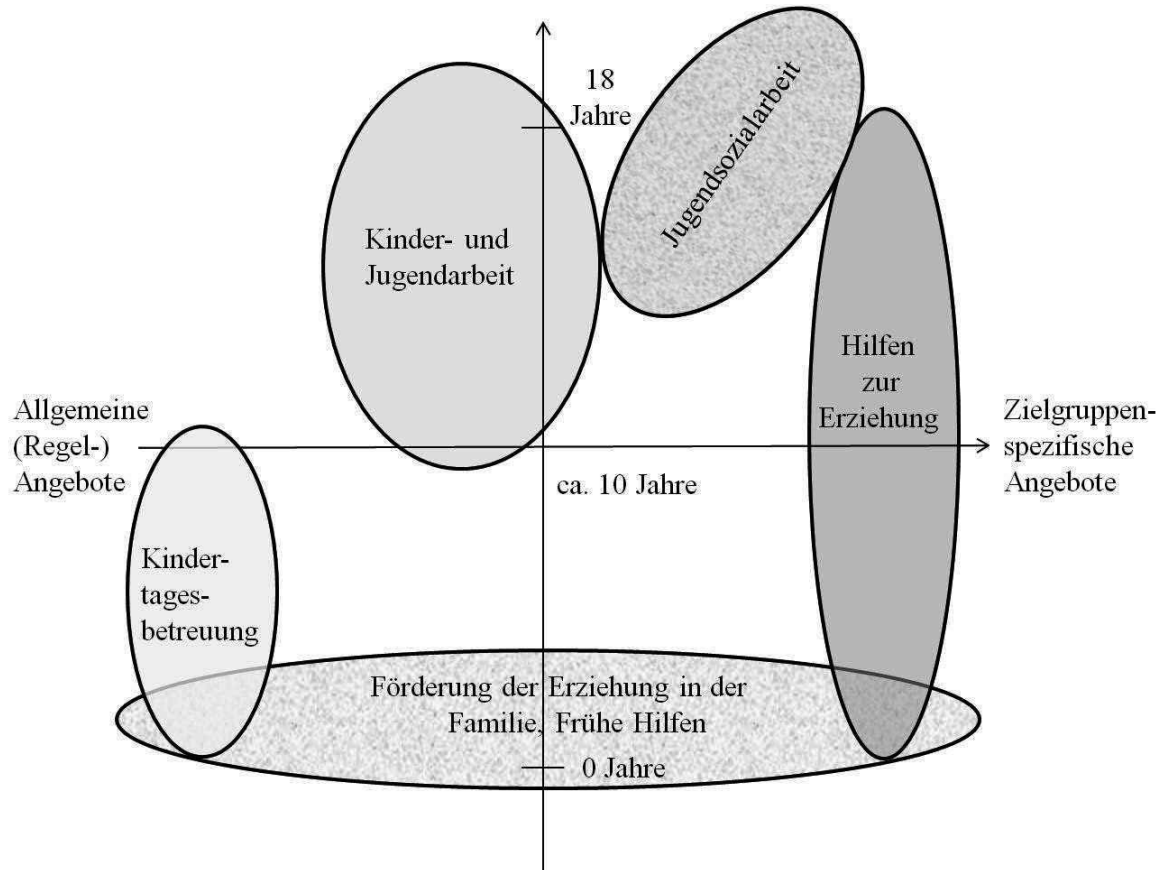 18
Jahre
Jugendsozialarbeit
Kinder- und
Jugendarbeit
Hilfen
zur
Erziehung
Allgemeine
(Regel-)
Angebote
Zielgruppen-
spezifische
Angebote
ca. 10 Jahre
Kinder-
tages-
betreuung
Förderung der Erziehung in der
Familie, Frühe Hilfen
0 Jahre